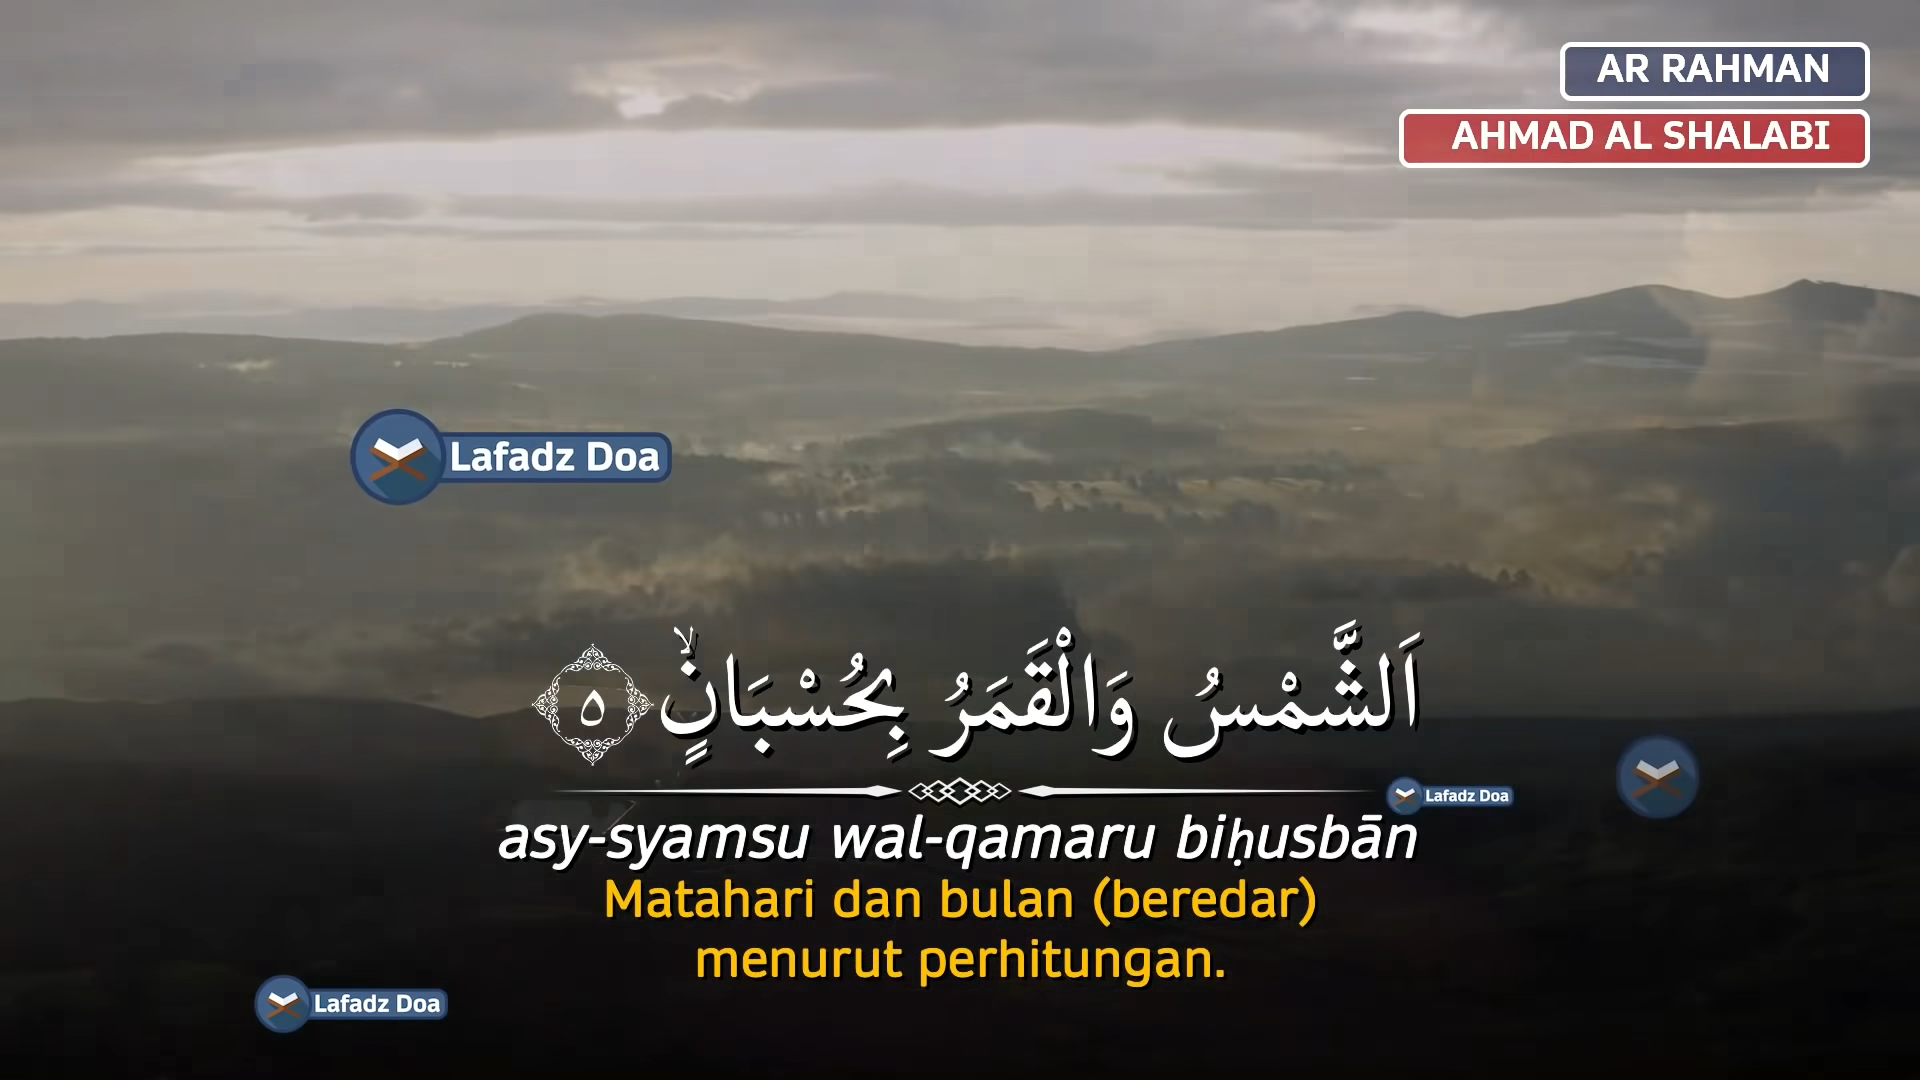 AR RAHMAN
AHMAD AL SHALABI
Lafadz Doa
اَلشَّمْسُ وَالْقَمَرُ بِحُسْبَانٍۙ ٥
Lafadz Doa
asy-syamsu wal-qamaru biḥusbān
Matahari dan bulan (beredar)
menurut perhitungan.
Lafadz Doa